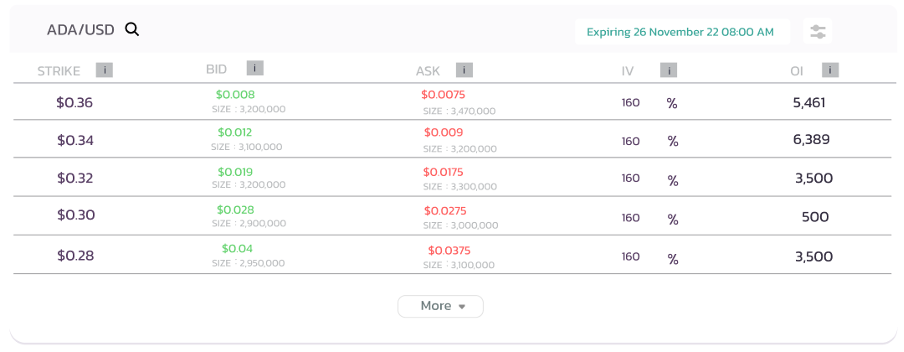 ADA/USD Expiring 26 November 22 08:00 AM
STRIKE i BID i ASK i IV i OI i
$0.36 $0.008 $0.0075 160 % 5,461
SIZE : 3,200,000 SIZE : 3,470,000
$0.34 $0.012 $0.009 160 % 6,389
SIZE : 3,100,000 SIZE : 3,200,000
$0.32 $0.019 $0.0175 160 % 3,500
SIZE : 3,200,000 SIZE : 3,300,000
$0.30 $0.028 $0.0275 160 % 500
SIZE : 2,900,000 SIZE : 3,000,000
$0.28 $0.04 $0.0375 160 % 3,500
SIZE : 2,950,000 SIZE : 3,100,000
More